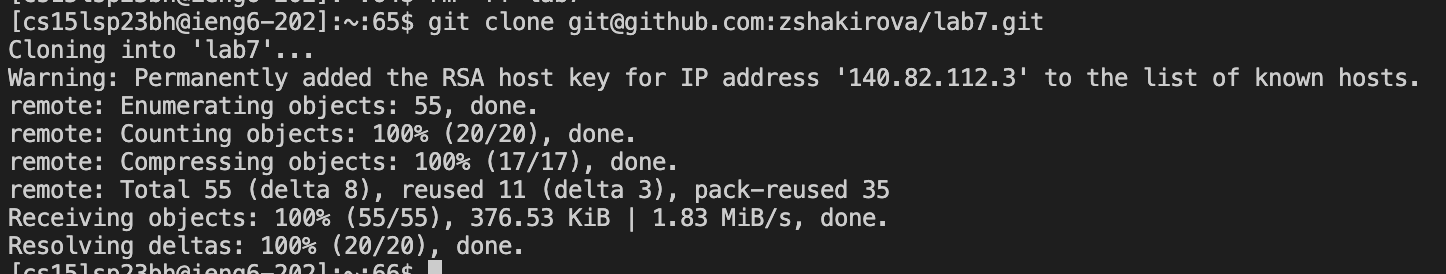 [cs15lsp23bh@ieng6-202]:~:65$ git clone git@github.com:zshakirova/lab7.git
Cloning into 'lab7'...
Warning: Permanently added the RSA host key for IP address '140.82.112.3' to the list of known hosts.
remote: Enumerating objects: 55, done.
remote: Counting objects: 100% (20/20), done.
remote: Compressing objects: 100% (17/17), done.
remote: Total 55 (delta 8), reused 11 (delta 3), pack-reused 35
Receiving objects: 100% (55/55), 376.53 KiB | 1.83 MiB/s, done.
Resolving deltas: 100% (20/20), done.
[cs15lsp23bh@ieng6-202]:~:66$